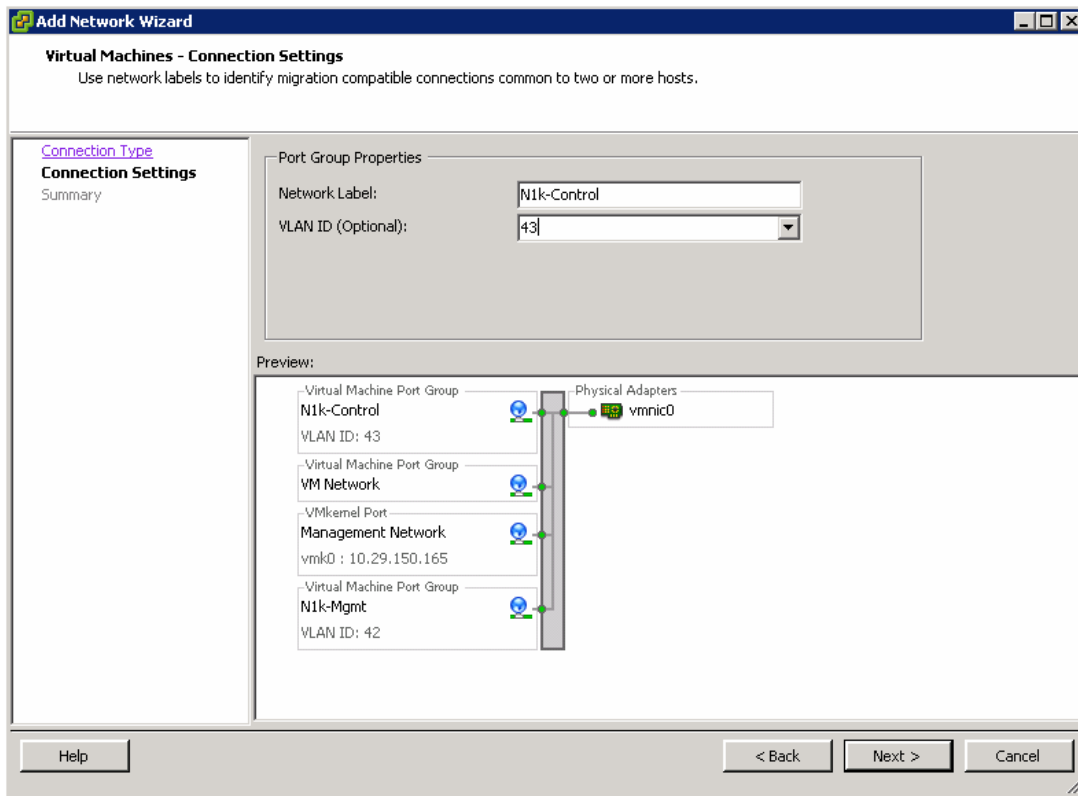 Add Network Wizard
Virtual Machines - Connection Settings
Use network labels to identify migration compatible connections common to two or more hosts.
Connection Type
Connection Settings
Summary
Port Group Properties
Network Label:
N1k-Control
VLAN ID (Optional):
43
Preview:
Virtual Machine Port Group
N1k-Control
VLAN ID: 43
Virtual Machine Port Group
VM Network
VMkernel Port
Management Network
vmk0 : 10.29.150.165
Virtual Machine Port Group
N1k-Mgmt
VLAN ID: 42
Physical Adapters
vmnic0
Help
< Back
Next >
Cancel